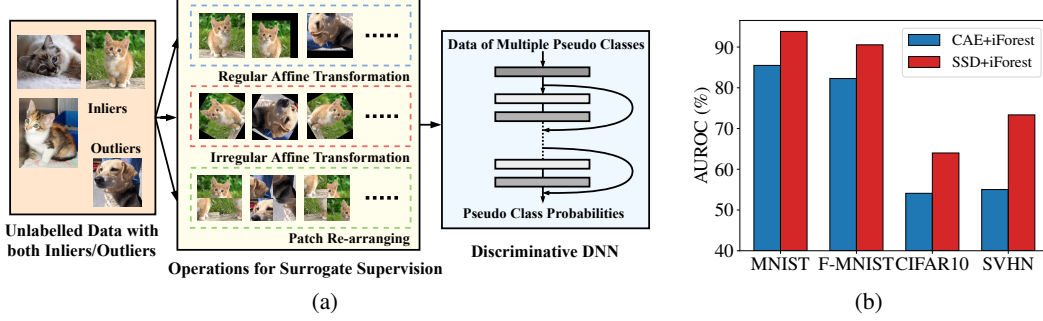 Inliers
Outliers
Unlabelled Data with
both Inliers/Outliers
Regular Affine Transformation
Irregular Affine Transformation
Patch Re-arranging
Operations for Surrogate Supervision
Data of Multiple Pseudo Classes
Pseudo Class Probabilities
Discriminative DNN
(a)
AUROC (%)
90
80
70
60
50
40
CAE+iForest
SSD+iForest
MNIST F-MNIST CIFAR10 SVHN
(b)